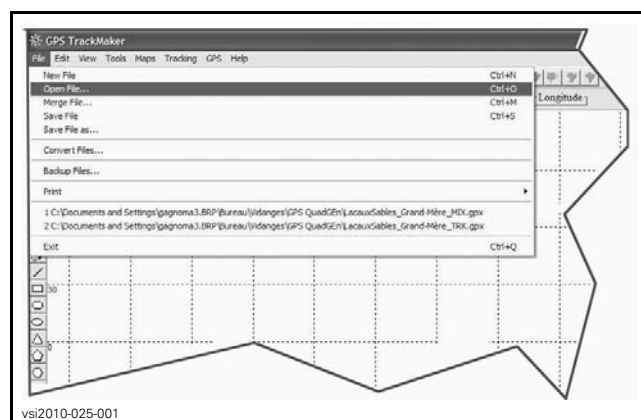 GPS TrackMaker
File Edit View Tools Maps Tracking GPS Help
New File Ctrl+N
Open File... Ctrl+O
Merge File... Ctrl+M
Save File Ctrl+S
Save File as...
Convert Files...
Backup Files...
Print
1 C:\Documents and Settings\gagnoma3.BRP\Bureau\Vidanges\GPS QuadGEn\LacauxSables_Grand-Mère_MIX.gpx
2 C:\Documents and Settings\gagnoma3.BRP\Bureau\Vidanges\GPS QuadGEn\LacauxSables_Grand-Mère_TRK.gpx
Exit Ctrl+Q
Longitude
30
0
vsi2010-025-001